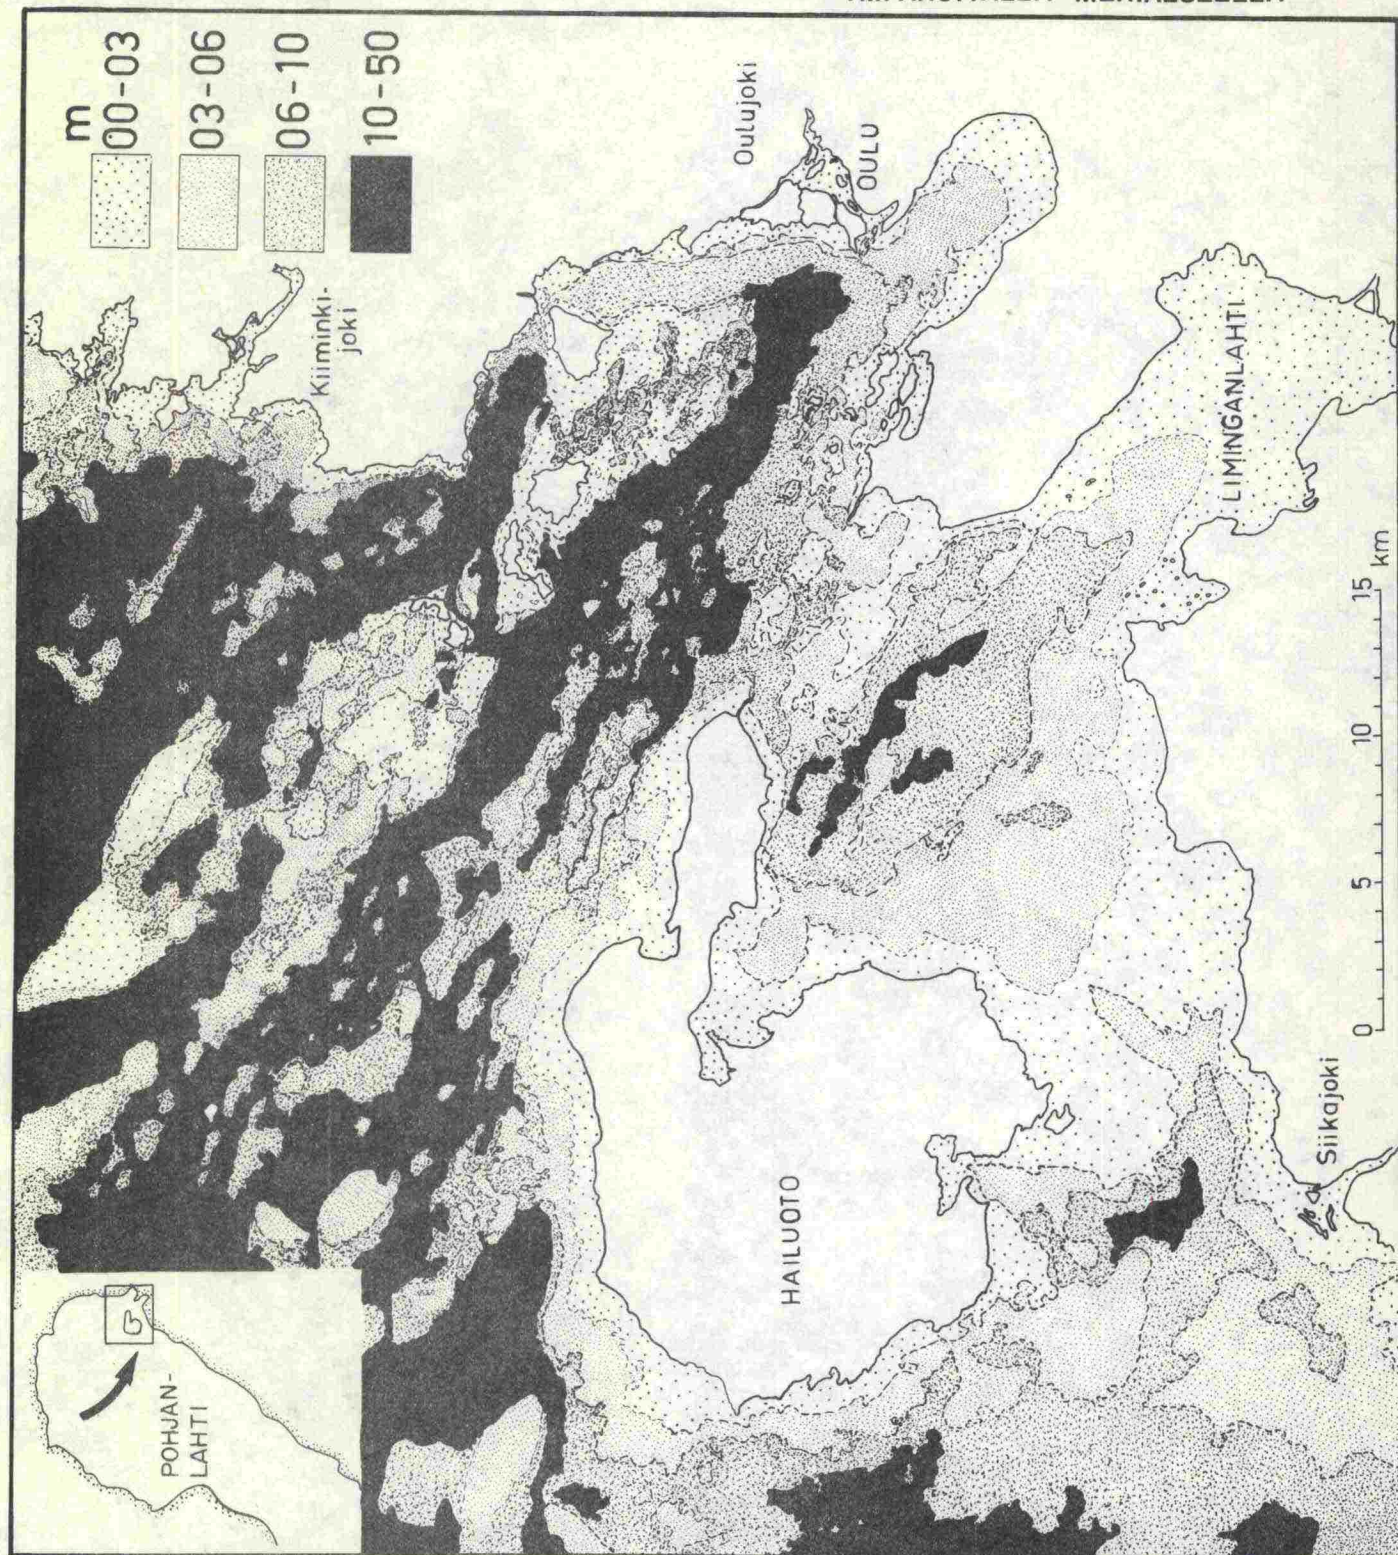 m
00-03
03-06
06-10
10-50
Oulujoki
OULU
Kiiminki-
joki
LIMINGANLAHTI
HAILUOTO
Siikajoki
0 5 10 15
km
POHJAN-
LAHTI